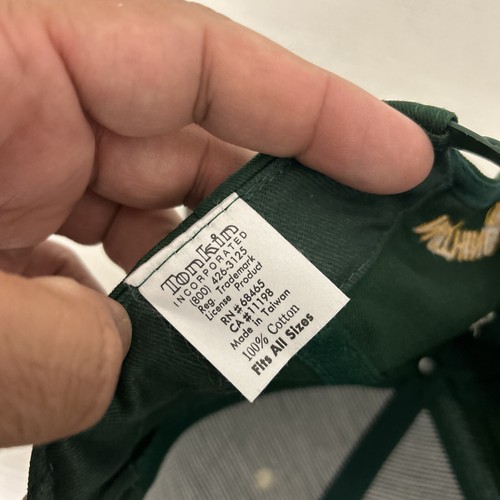 Tonkin
INCORPORATED
(800) 426-3125
Reg. Trademark
License Product
RN#68465
CA#11198
Made in Taiwan
100% Cotton
Fits All Sizes